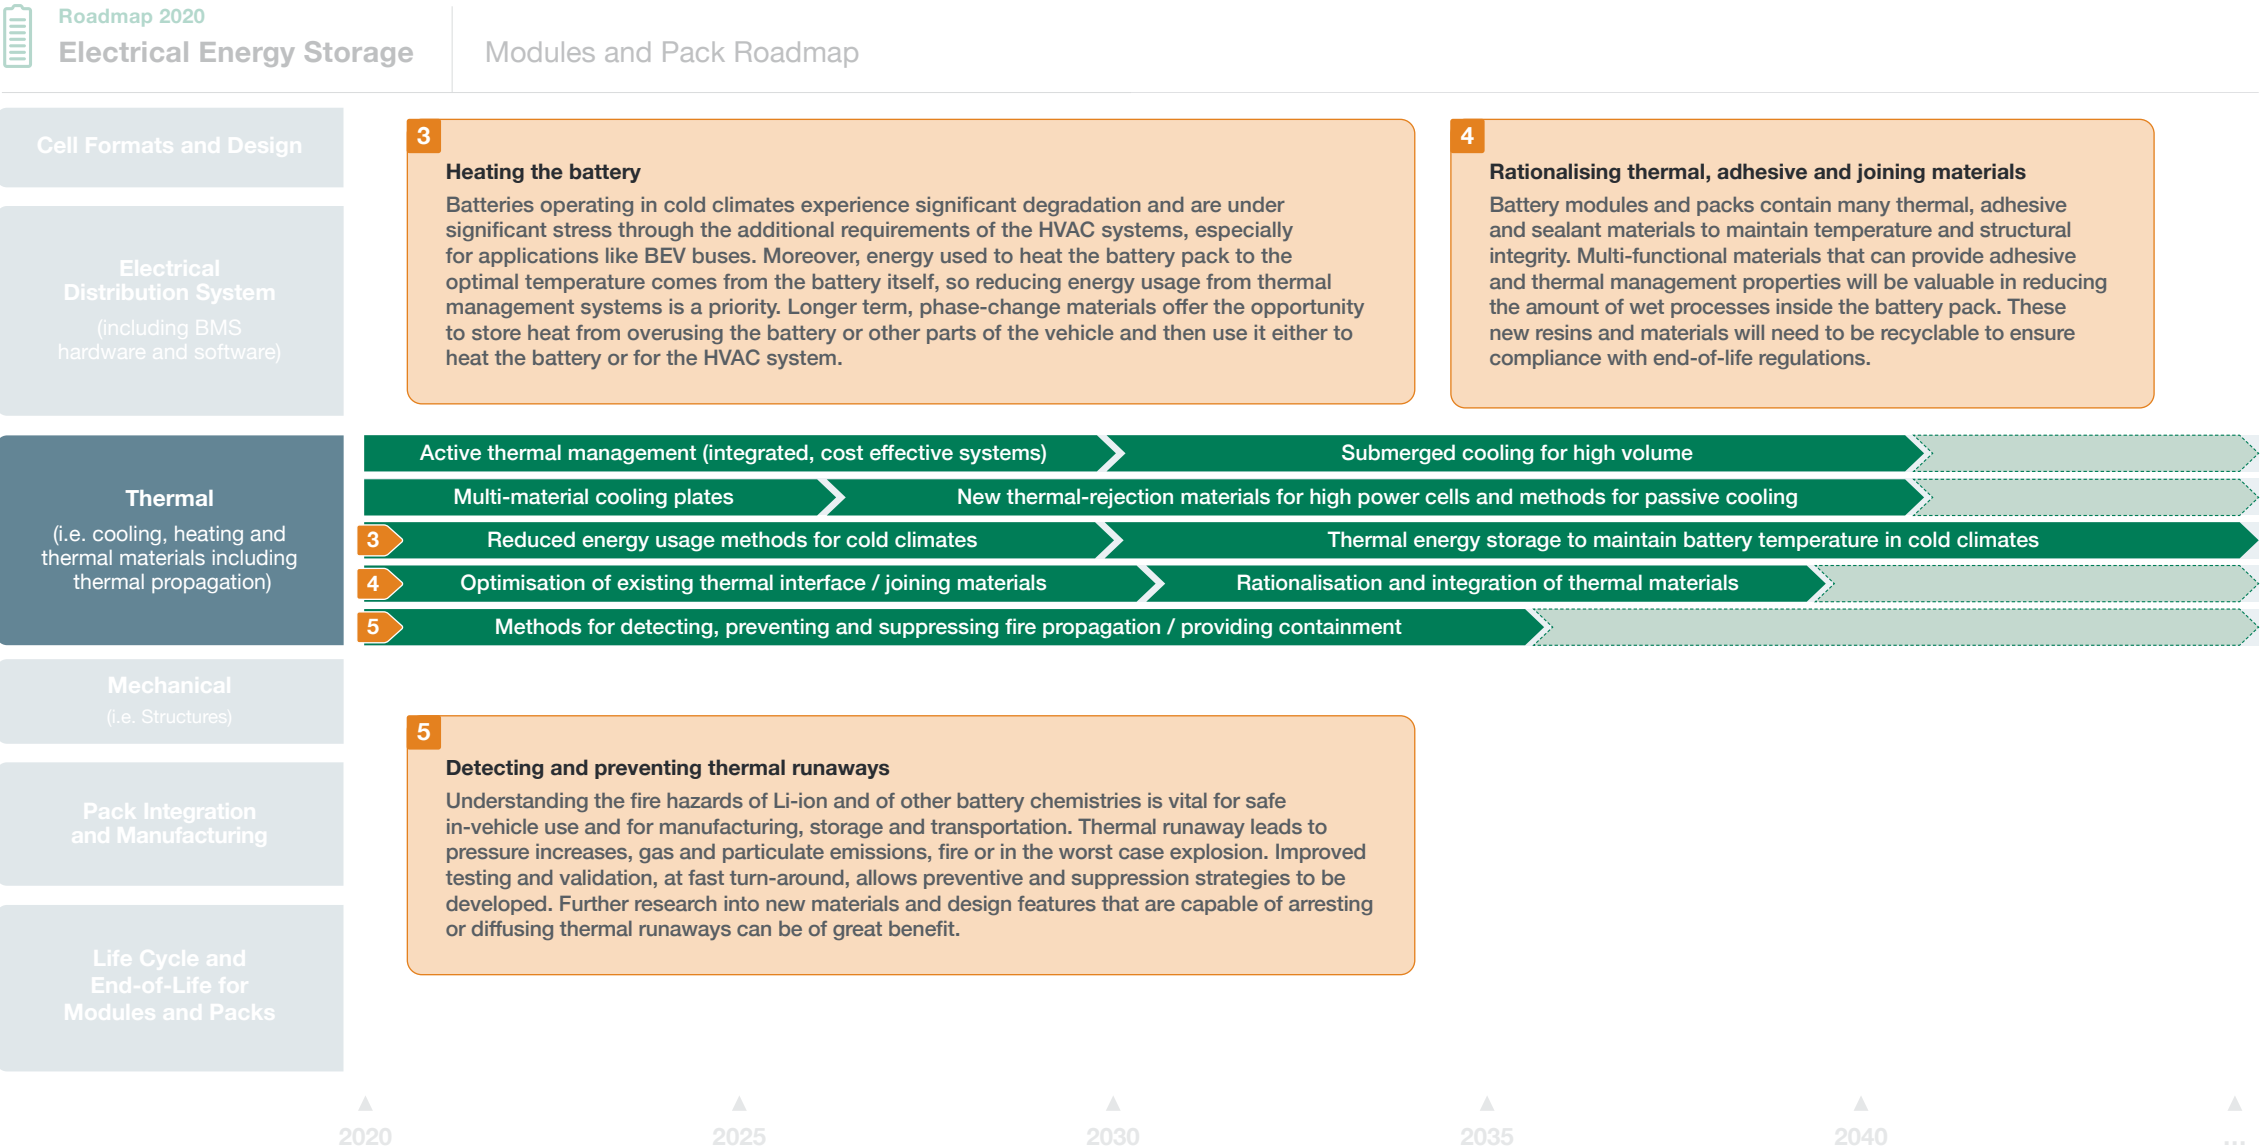 Roadmap 2020
Electrical Energy Storage
Modules and Pack Roadmap
Cell Formats and Design
Electrical
Distribution System
(including BMS
hardware and software)
Thermal
(i.e. cooling, heating and
thermal materials including
thermal propagation)
Mechanical
(i.e. Structures)
Pack Integration
and Manufacturing
Life Cycle and
End-of-Life for
Modules and Packs
3
Heating the battery
Batteries operating in cold climates experience significant degradation and are under
significant stress through the additional requirements of the HVAC systems, especially
for applications like BEV buses. Moreover, energy used to heat the battery pack to the
optimal temperature comes from the battery itself, so reducing energy usage from thermal
management systems is a priority. Longer term, phase-change materials offer the opportunity
to store heat from overusing the battery or other parts of the vehicle and then use it either to
heat the battery or for the HVAC system.
4
Rationalising thermal, adhesive and joining materials
Battery modules and packs contain many thermal, adhesive
and sealant materials to maintain temperature and structural
integrity. Multi-functional materials that can provide adhesive
and thermal management properties will be valuable in reducing
the amount of wet processes inside the battery pack. These
new resins and materials will need to be recyclable to ensure
compliance with end-of-life regulations.
Active thermal management (integrated, cost effective systems)
Submerged cooling for high volume
Multi-material cooling plates
New thermal-rejection materials for high power cells and methods for passive cooling
3
Reduced energy usage methods for cold climates
Thermal energy storage to maintain battery temperature in cold climates
4
Optimisation of existing thermal interface / joining materials
Rationalisation and integration of thermal materials
5
Methods for detecting, preventing and suppressing fire propagation / providing containment
5
Detecting and preventing thermal runaways
Understanding the fire hazards of Li-ion and of other battery chemistries is vital for safe
in-vehicle use and for manufacturing, storage and transportation. Thermal runaway leads to
pressure increases, gas and particulate emissions, fire or in the worst case explosion. Improved
testing and validation, at fast turn-around, allows preventive and suppression strategies to be
developed. Further research into new materials and design features that are capable of arresting
or diffusing thermal runaways can be of great benefit.
2020
2025
2030
2035
2040
...